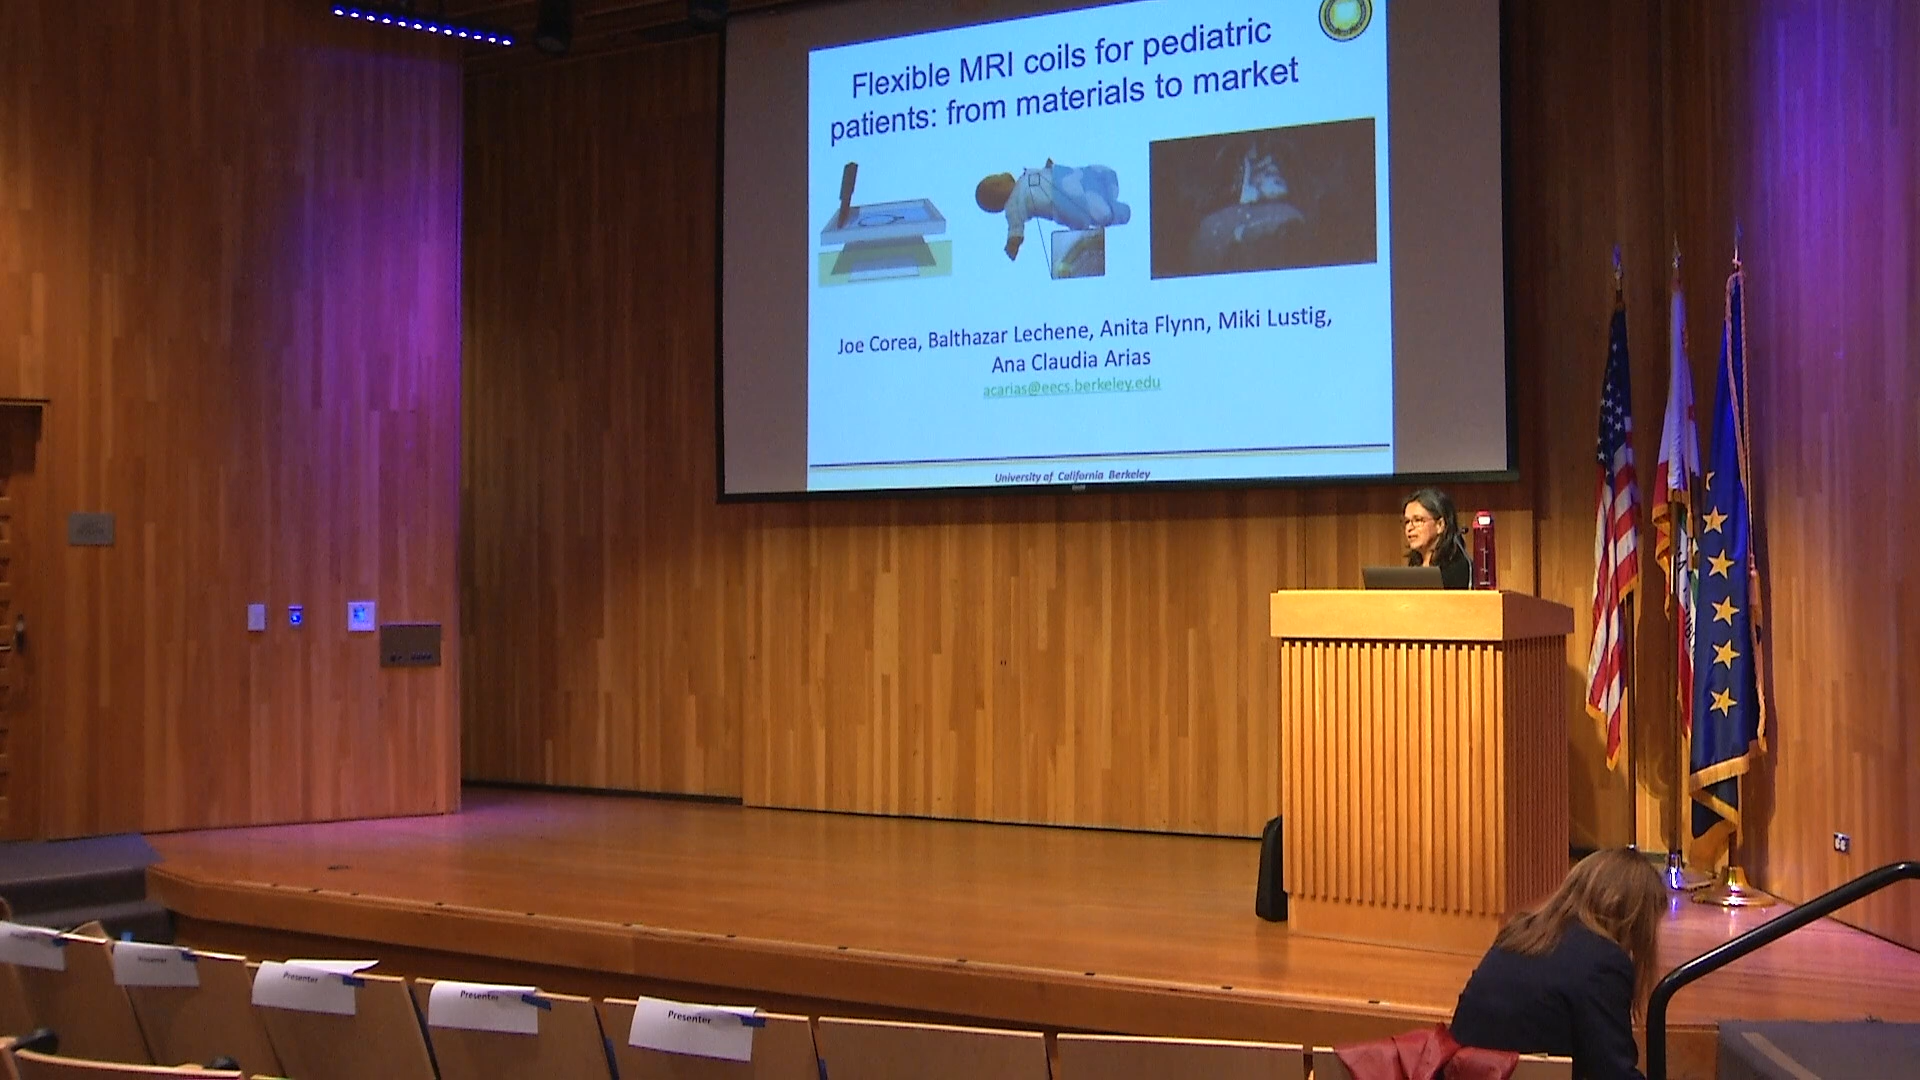 Flexible MRI coils for pediatric
patients: from materials to market
Joe Corea, Balthazar Lechene, Anita Flynn, Miki Lustig,
Ana Claudia Arias
acarias@eecs.berkeley.edu
University of California Berkeley
Presenter
Presenter
Presenter
Presenter